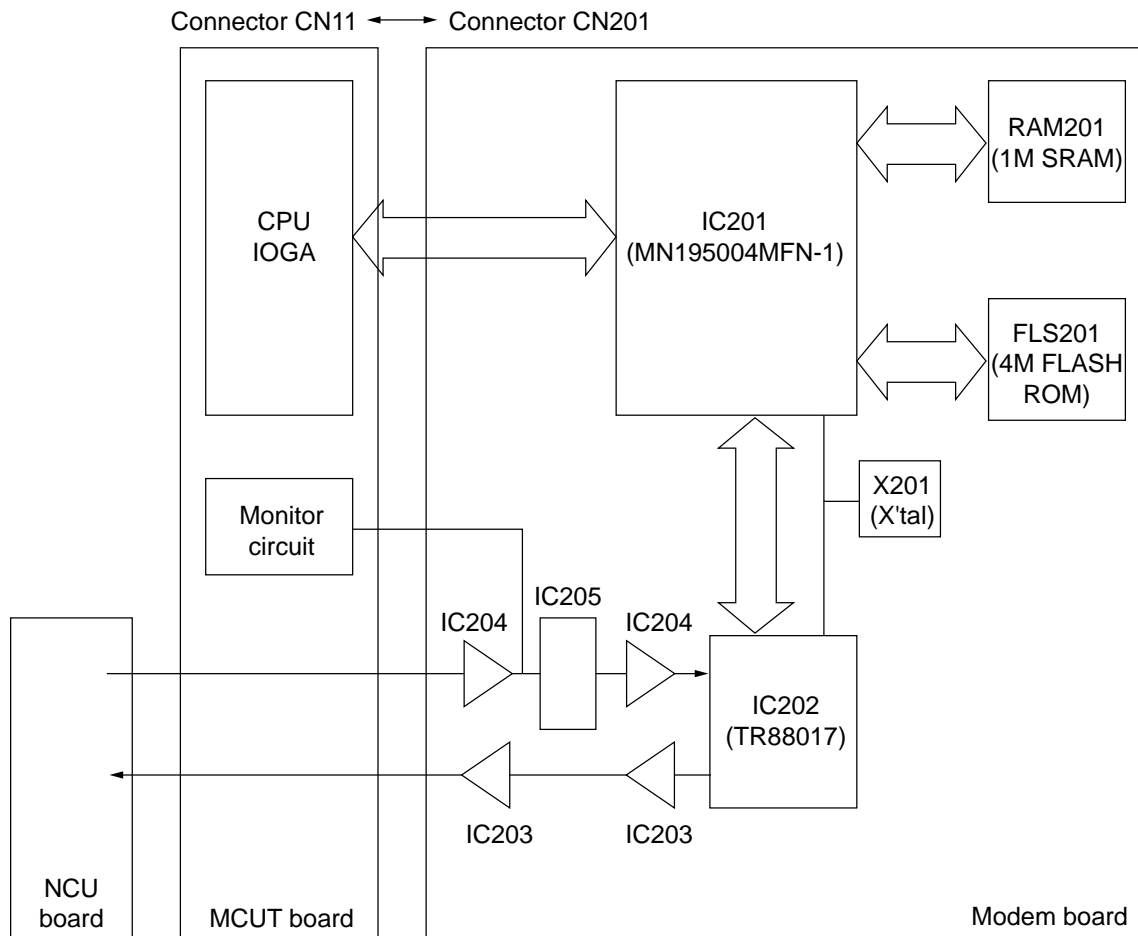 Connector CN11
Connector CN201
CPU
IOGA
IC201
(MN195004MFN-1)
RAM201
(1M SRAM)
FLS201
(4M FLASH
ROM)
X201
(X'tal)
Monitor
circuit
IC204
IC205
IC204
IC202
(TR88017)
IC203
IC203
NCU
board
MCUT board
Modem board